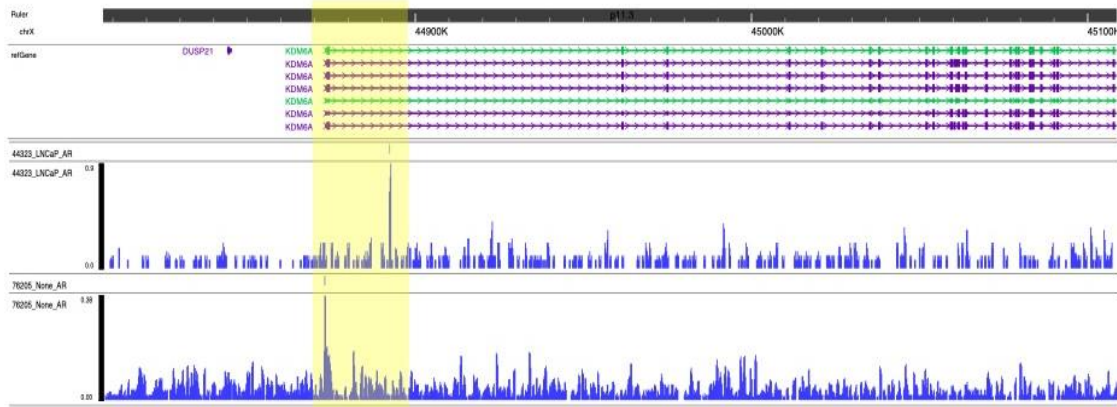 Ruler
p11.3
chrX
44900K
45000K
45100K
refGene
DUSP21
KDM6A
KDM6A
KDM6A
KDM6A
KDM6A
KDM6A
KDM6A
44323_LNCaP_AR
44323_LNCaP_AR
0.9
0.0
76205_None_AR
76205_None_AR
0.39
0.00